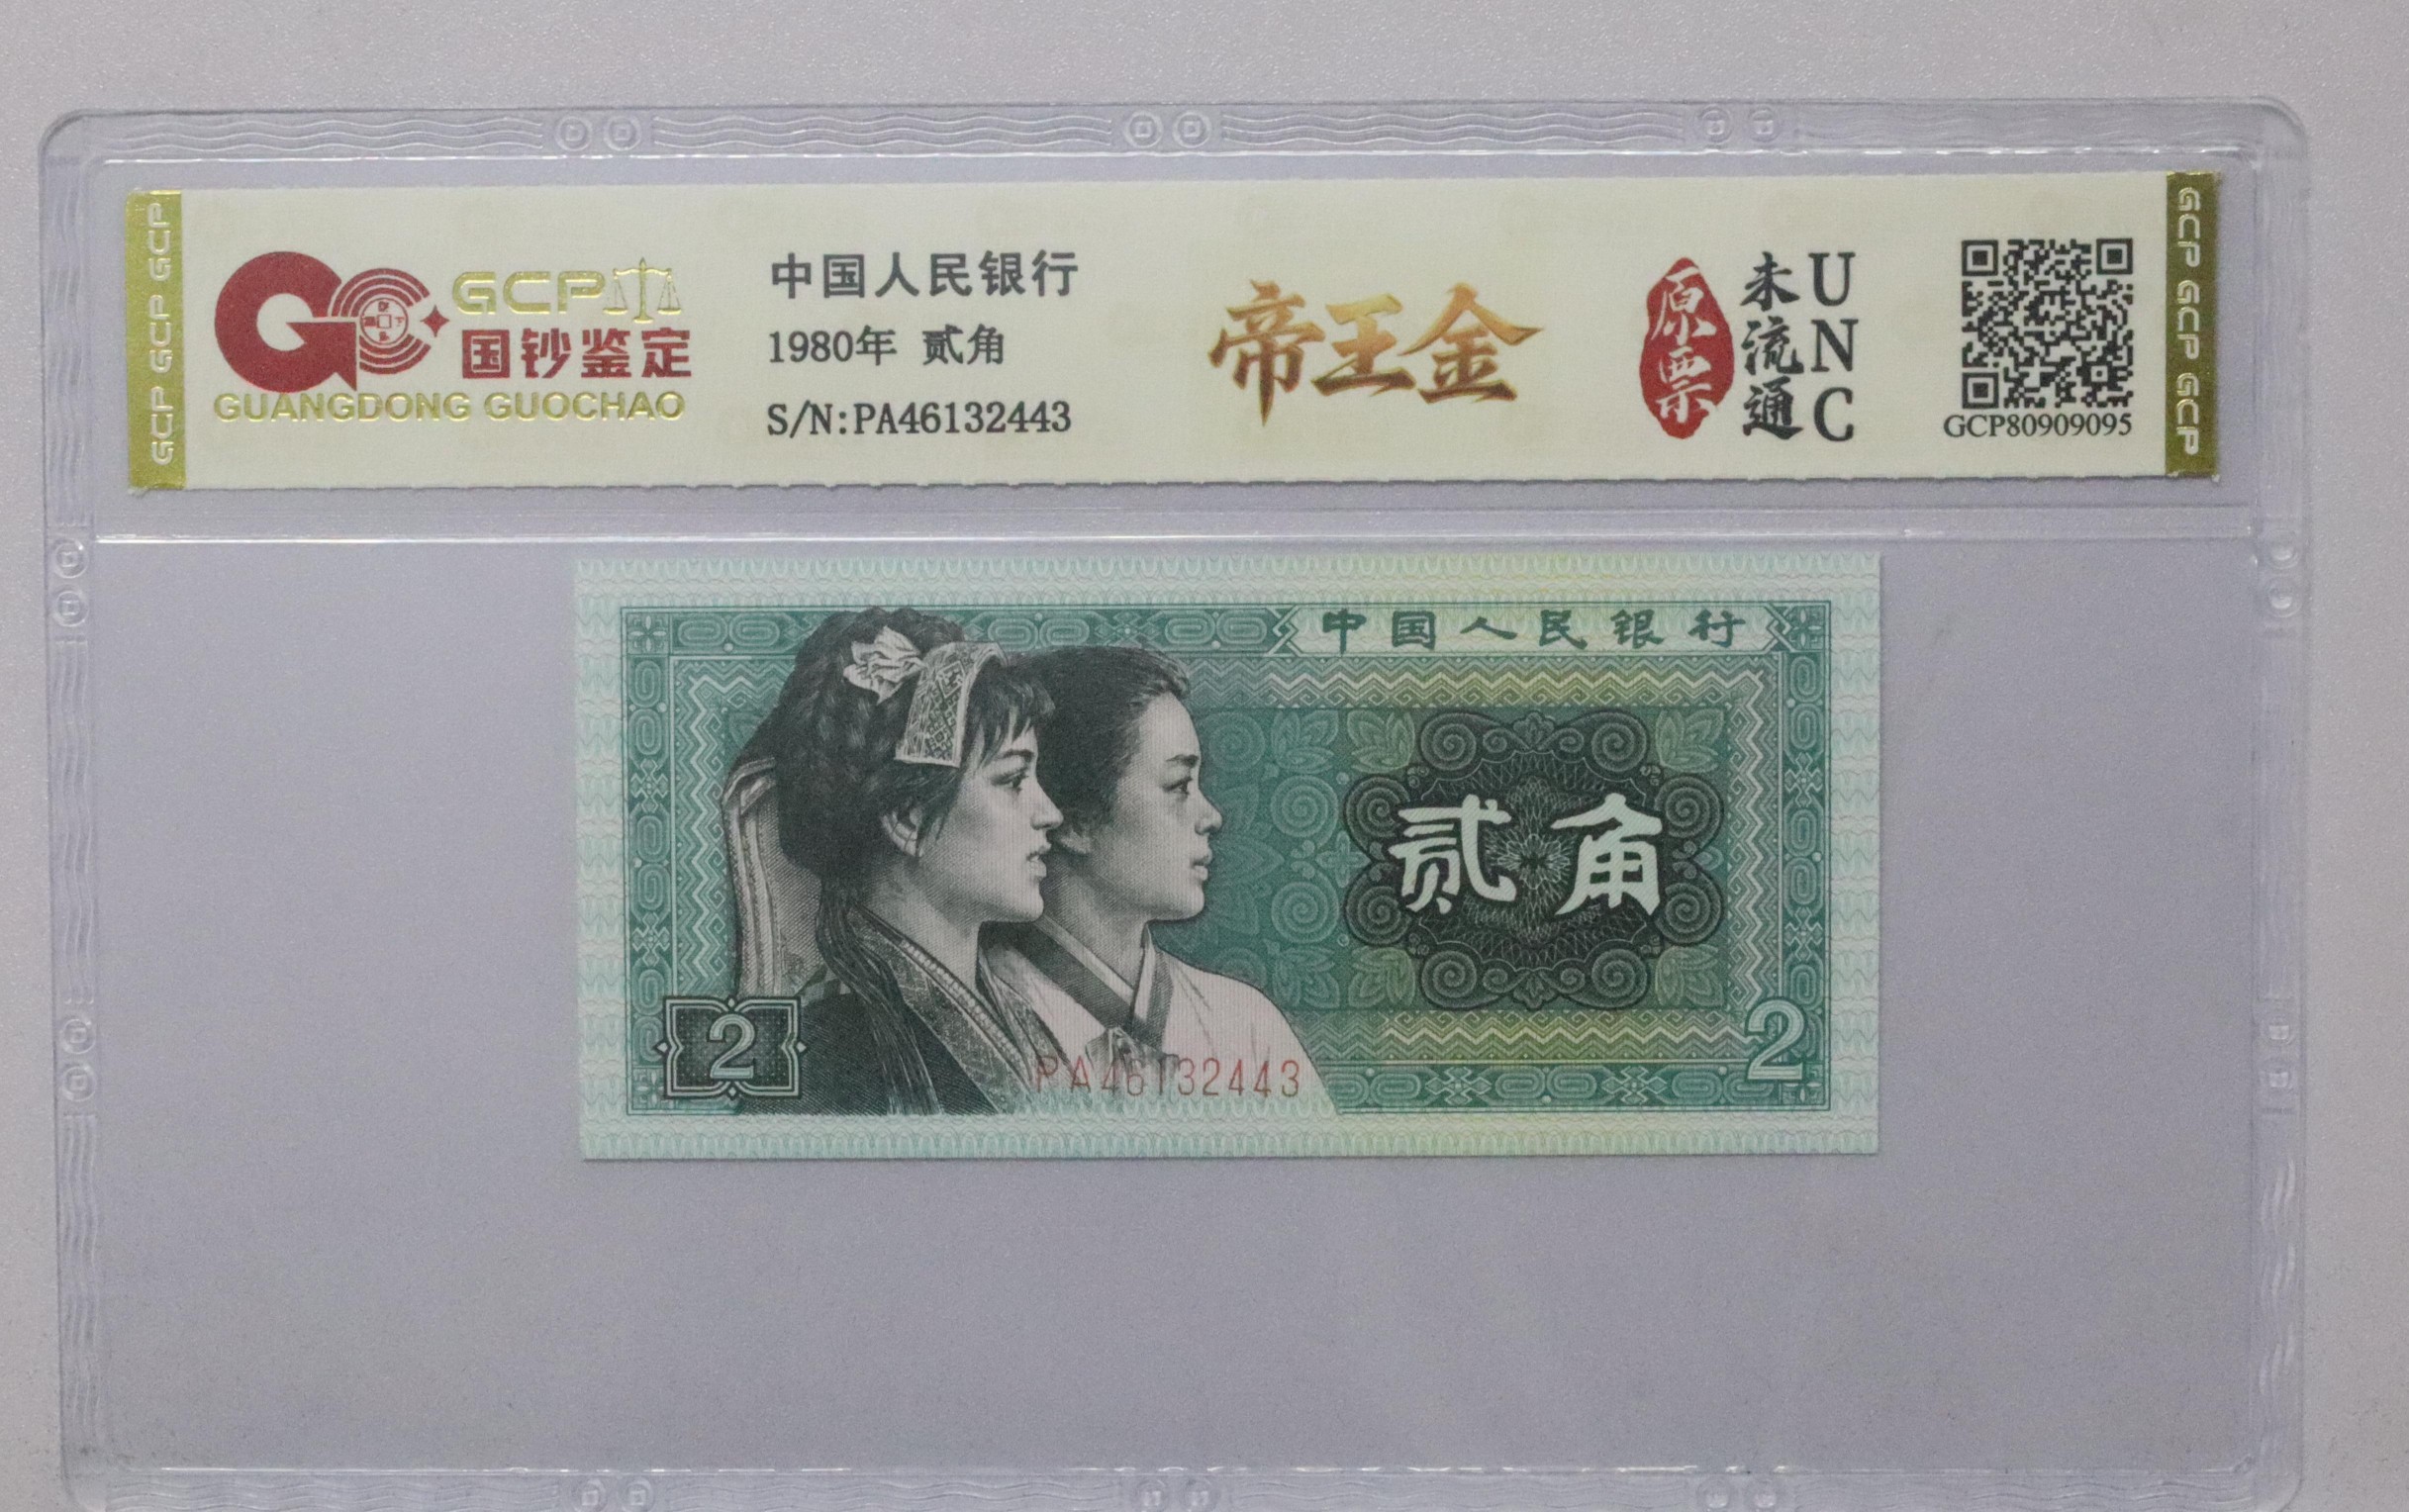 GCP GCP GCP
GCP
国钞鉴定
GUANGDONG GUOCHAO
中国人民银行
1980年 贰角
S/N:PA46132443
帝王金
原票
未流通
UNC
GCP80909095
GCP GCP GCP
中国人民银行
贰角
2
2
PA46132443